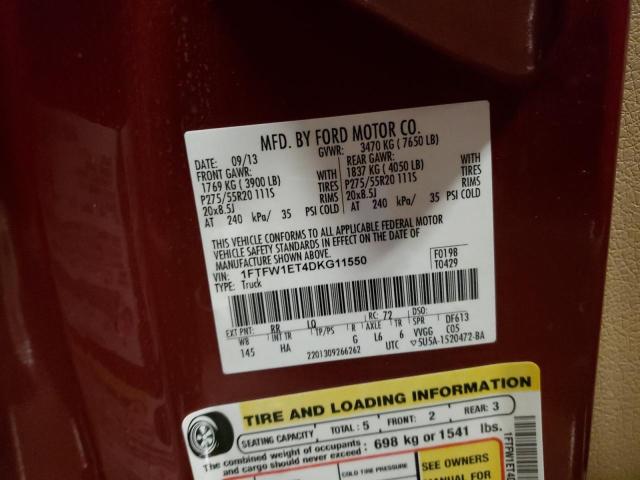 MFD. BY FORD MOTOR CO.
DATE: 09/13 GVWR: 3470 KG ( 7650 LB)
FRONT GAWR: REAR GAWR:
1769 KG ( 3900 LB) WITH 1837 KG ( 4050 LB) WITH
P275/55R20 111S TIRES P275/55R20 111S TIRES
20x8.5J RIMS 20x8.5J RIMS
AT 240 kPa/ 35 PSI COLD AT 240 kPa/ 35 PSI COLD
THIS VEHICLE CONFORMS TO ALL APPLICABLE FEDERAL MOTOR
VEHICLE SAFETY STANDARDS IN EFFECT ON THE DATE OF
MANUFACTURE SHOWN ABOVE.
VIN: 1FTFW1ET4DKG11550 F0198
TYPE: Truck T0429
EXT PNT: RR LQ RC: 72 DSO:
WB INT TR TP/PS R AXLE TR SPR DF613
145 HA G L6 6 VVGG C05
2201309266262 UTC ▽5U5A-1520472-BA
TIRE AND LOADING INFORMATION
SEATING CAPACITY TOTAL : 5 FRONT: 2 REAR: 3
The combined weight of occupants : 698 kg or 1541 lbs.
and cargo should never exceed
COLD TIRE PRESSURE
SEE OWNERS
MANUAL FOR